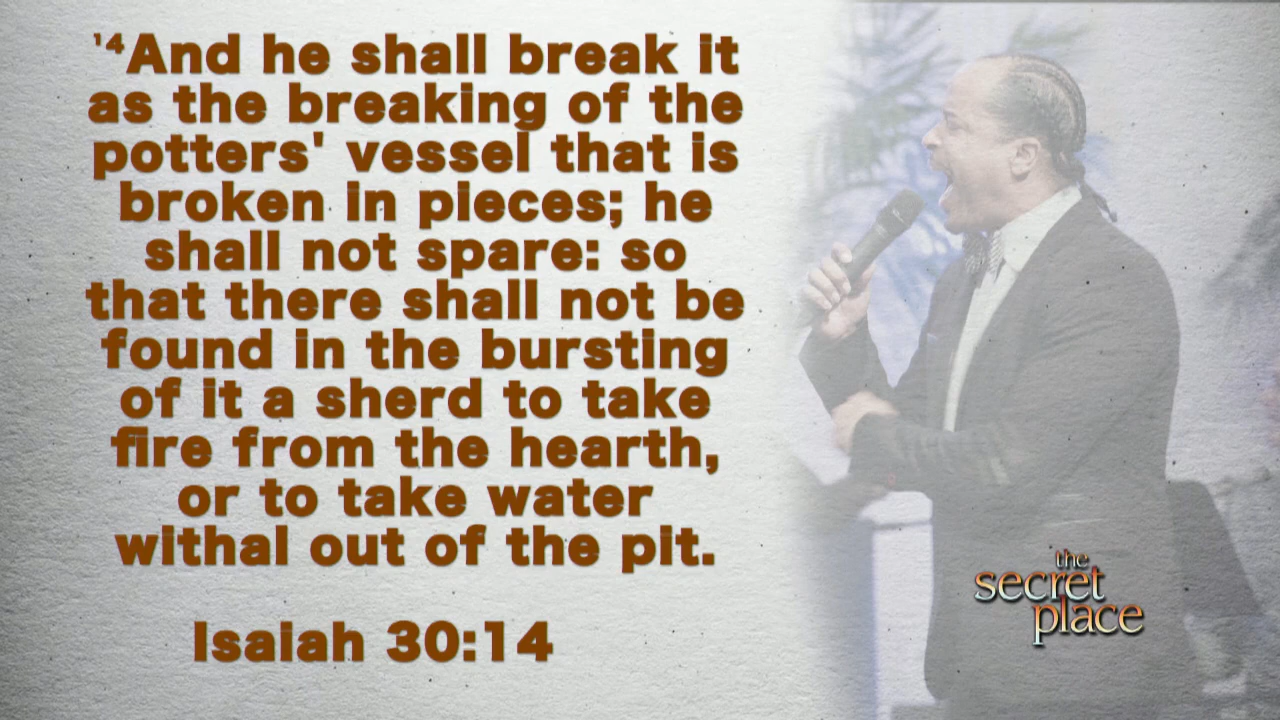 ¹⁴And he shall break it
as the breaking of the
potters' vessel that is
broken in pieces; he
shall not spare: so
that there shall not be
found in the bursting
of it a sherd to take
fire from the hearth,
or to take water
withal out of the pit.
Isaiah 30:14
the
secret
place